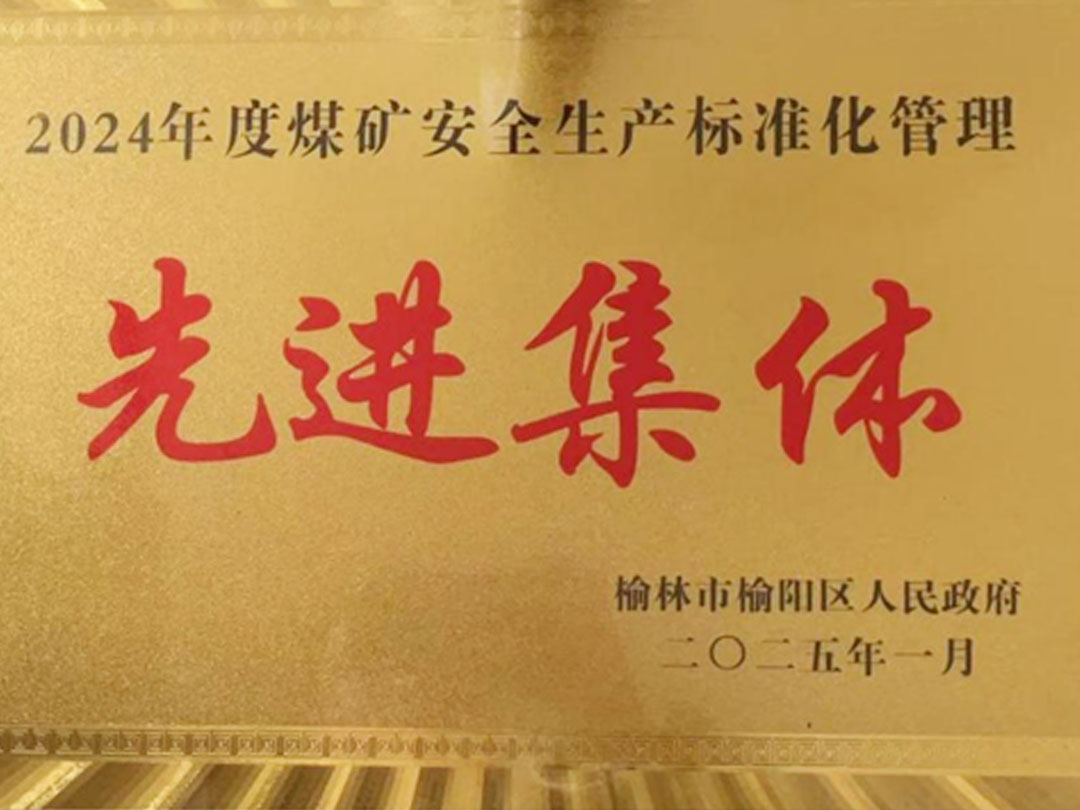 2024年度煤矿安全生产标准化管理
先进集体
榆林市榆阳区人民政府
二〇二五年一月